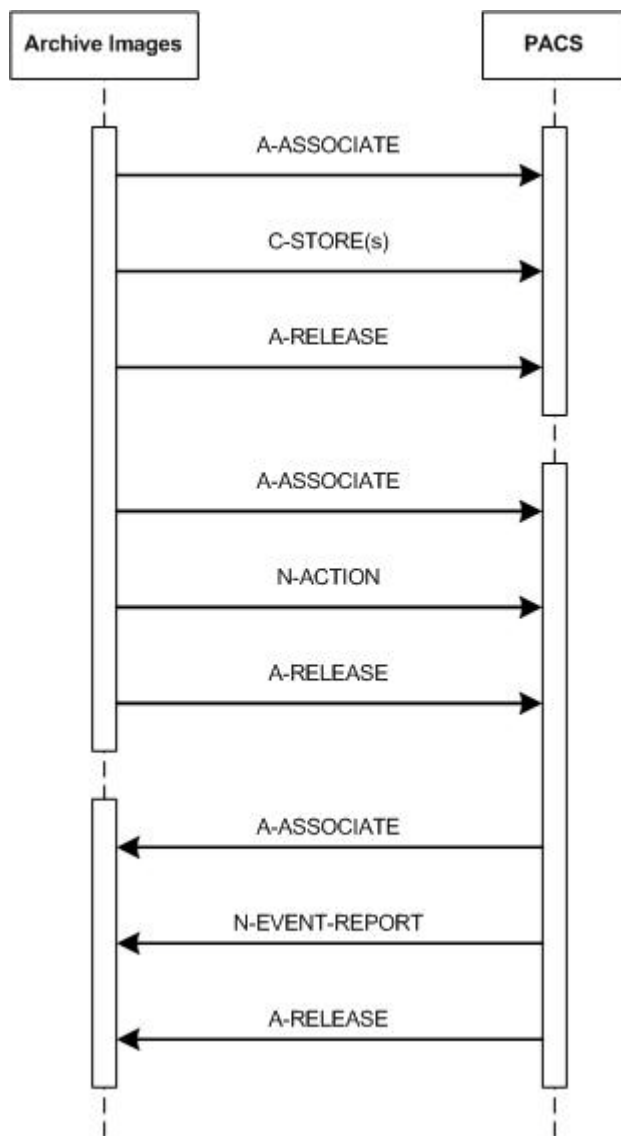 Archive Images
PACS
A-ASSOCIATE
C-STORE(s)
A-RELEASE
A-ASSOCIATE
N-ACTION
A-RELEASE
A-ASSOCIATE
N-EVENT-REPORT
A-RELEASE